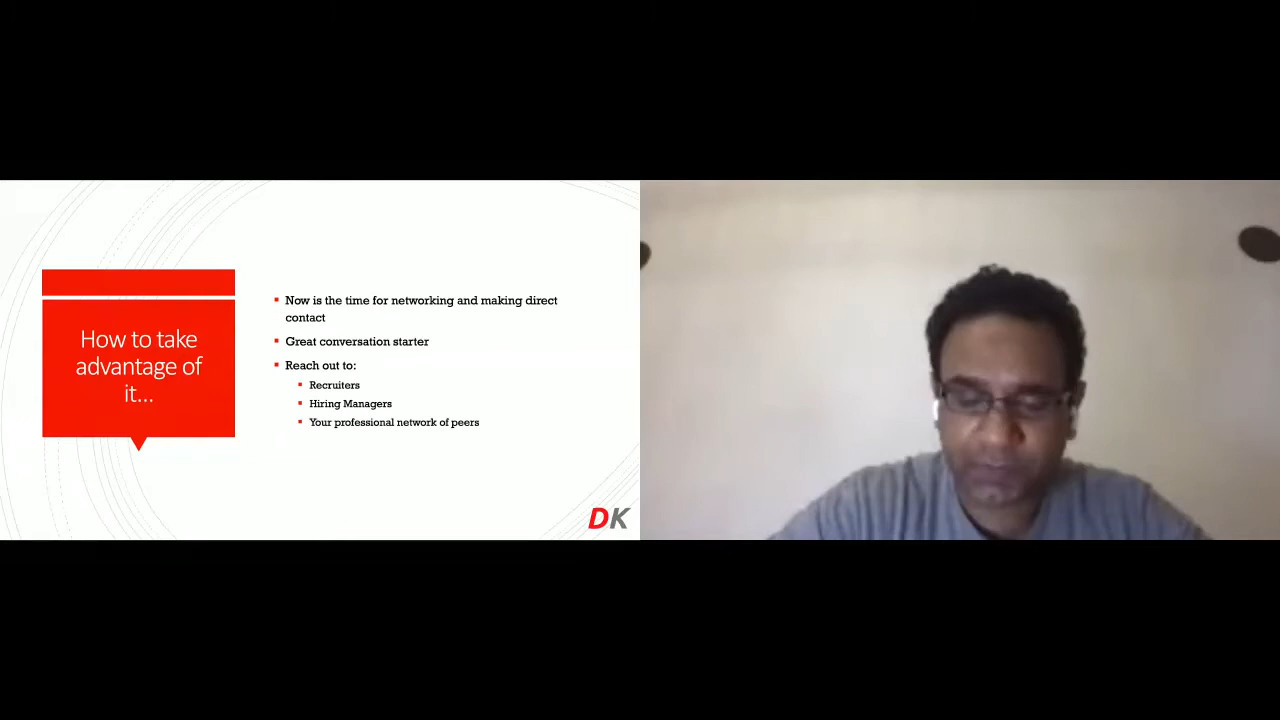 How to take
advantage of
it...
Now is the time for networking and making direct
contact
Great conversation starter
Reach out to:
Recruiters
Hiring Managers
Your professional network of peers
DK